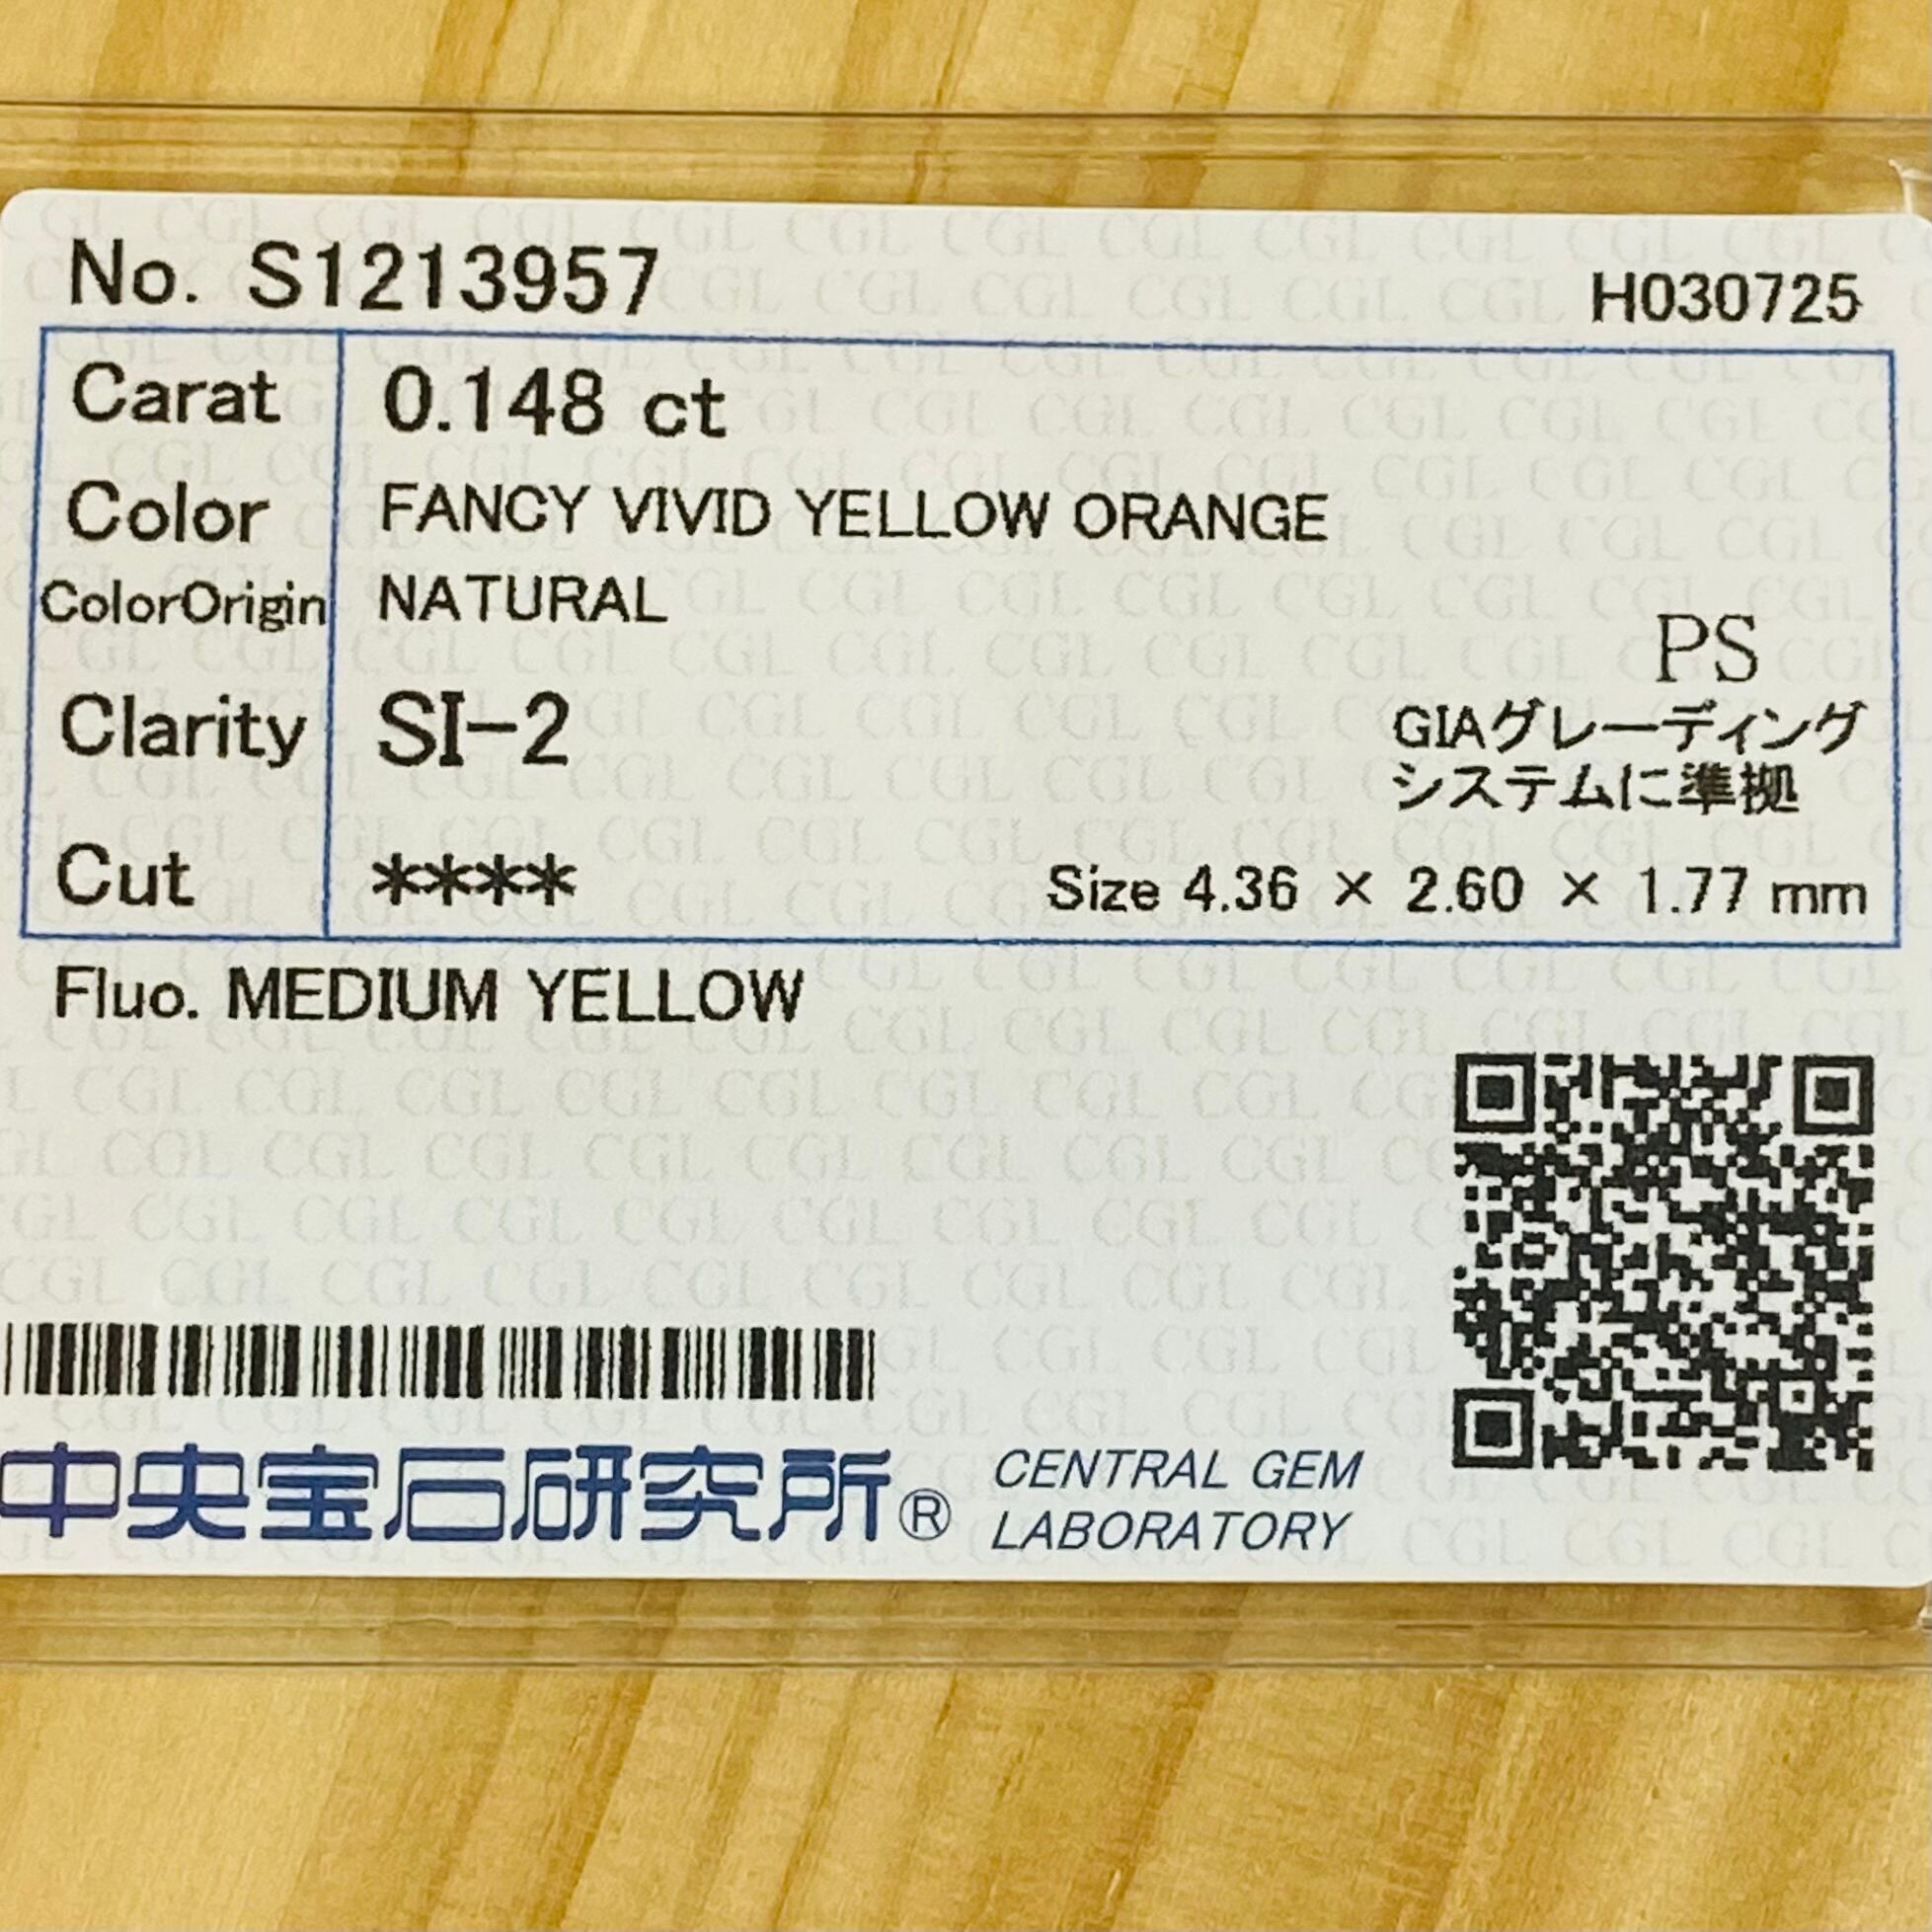 No. S1213957
H030725
Carat 0.148 ct
Color FANCY VIVID YELLOW ORANGE
ColorOrigin NATURAL
PS
Clarity SI-2
GIAグレーディング
システムに準拠
Cut ****
Size 4.36 × 2.60 × 1.77 mm
Fluo. MEDIUM YELLOW
中央宝石研究所®
CENTRAL GEM
LABORATORY